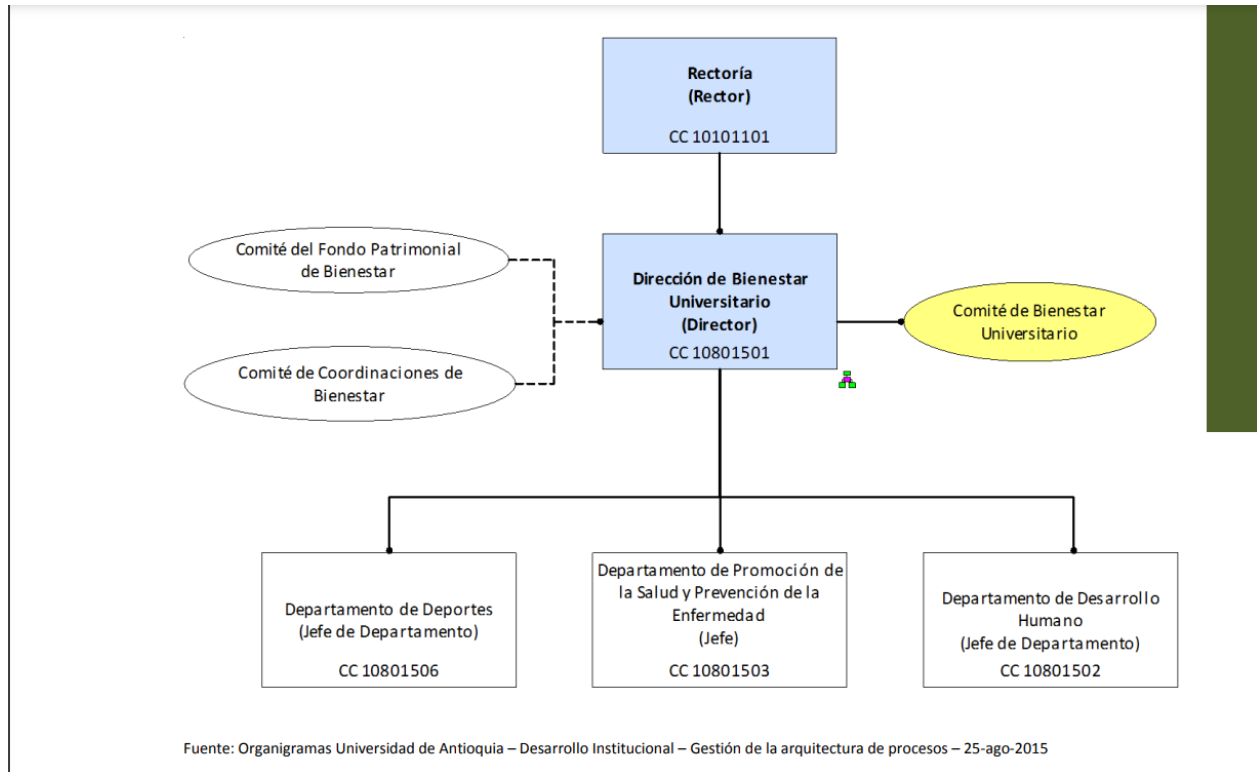 Rectoría
(Rector)
CC 10101101
Comité del Fondo Patrimonial
de Bienestar
Dirección de Bienestar
Universitario
(Director)
CC 10801501
Comité de Bienestar
Universitario
Comité de Coordinaciones de
Bienestar
Departamento de Deportes
(Jefe de Departamento)
CC 10801506
Departamento de Promoción de
la Salud y Prevención de la
Enfermedad
(Jefe)
CC 10801503
Departamento de Desarrollo
Humano
(Jefe de Departamento)
CC 10801502
Fuente: Organigramas Universidad de Antioquia – Desarrollo Institucional – Gestión de la arquitectura de procesos – 25-ago-2015